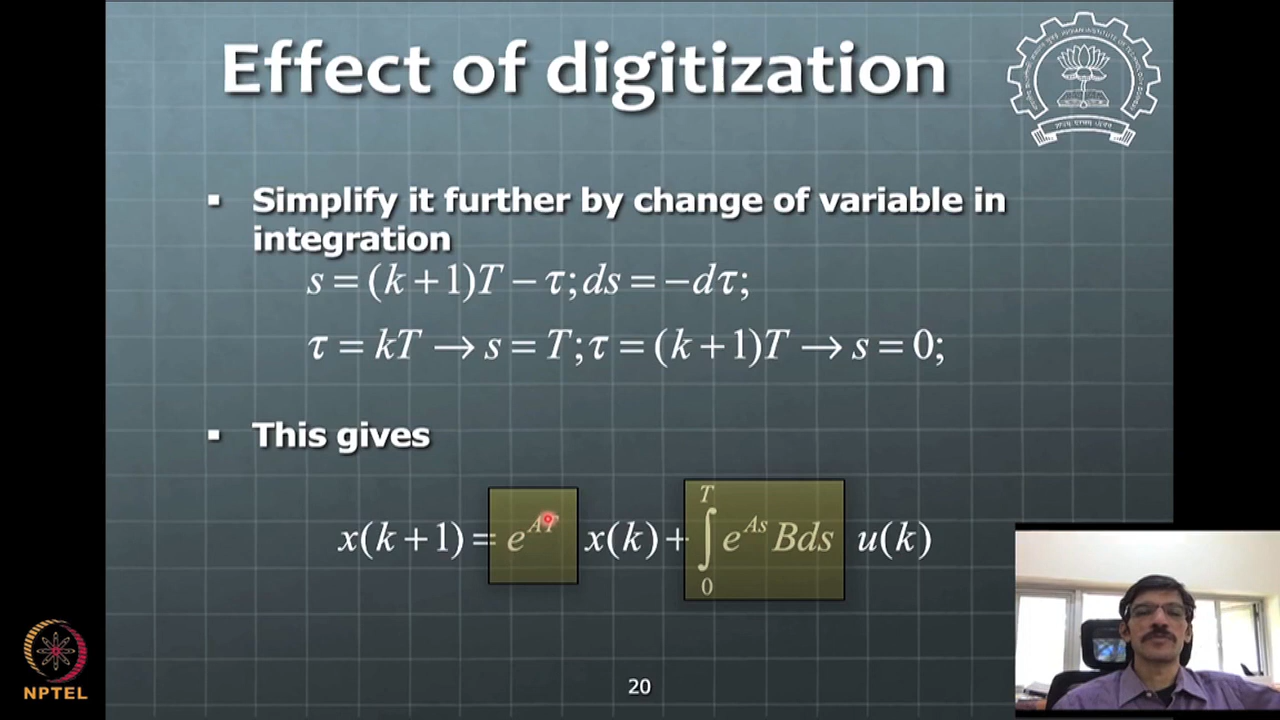 Effect of digitization
▪ Simplify it further by change of variable in
integration
s = (k + 1)T − τ; ds = −dτ;
τ = kT → s = T; τ = (k + 1)T → s = 0;
▪ This gives
x(k + 1) = e^{AT} x(k) + ∫_0^T e^{As} Bds u(k)
NPTEL
20